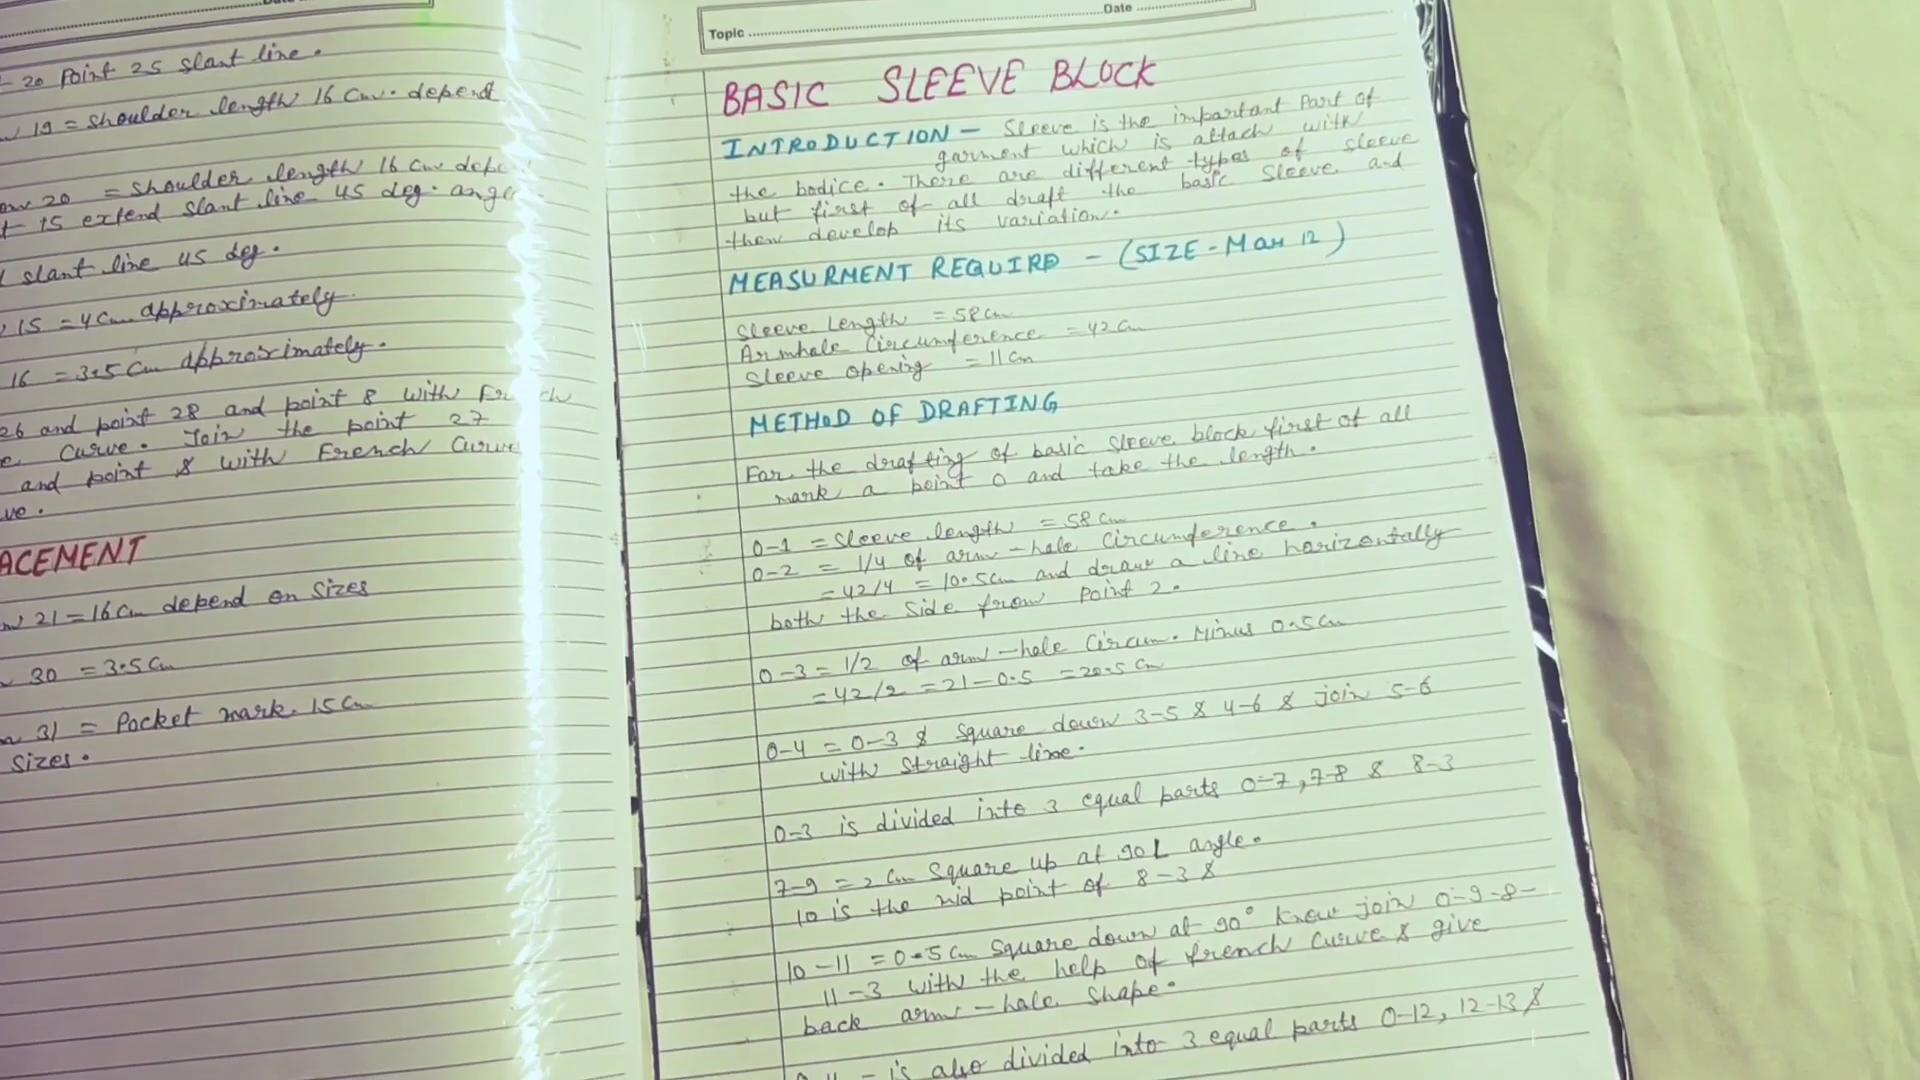 Date
20 Point 25 slant line.
19 = shoulder length 16 cm. depend
20 = shoulder length 16 cm depe
15 extend slant line 45 deg. angle
slant line 45 deg.
15 = 4 cm approximately.
16 = 3.5 cm approximately.
26 and point 28 and point 8 with French
curve. Join the point 27
and point 8 with French curve
ve.
ACEMENT
21 = 16 cm depend on sizes
30 = 3.5 cm
31 = Pocket mark 15 cm
sizes.
Topic Date
BASIC SLEEVE BLOCK
INTRODUCTION – Sleeve is the important Part of
garment which is attach with
the bodice. There are different types of sleeve
but first of all draft the basic sleeve and
then develop its variation.
MEASURMENT REQUIRD – (SIZE - Man 12)
Sleeve Length = 58 cm
Armhole Circumference = 42 cm
Sleeve opening = 11 cm
METHOD OF DRAFTING
For the drafting of basic sleeve block first of all
mark a point 0 and take the length.
0-1 = sleeve length = 58 cm
0-2 = 1/4 of arm-hole circumference.
= 42/4 = 10.5cm and draw a line horizontally
both the side from point 2.
0-3 = 1/2 of arm-hole Circum. Minus 0.5 cm
= 42/2 = 21-0.5 = 20.5 cm
0-4 = 0-3 & square down 3-5 & 4-6 & join 5-6
with straight line.
0-3 is divided into 3 equal parts 0-7, 7-8 & 8-3
7-9 = 2 cm square up at 90 L angle.
10 is the mid point of 8-3 &
10-11 = 0.5 cm square down at 90° know join 0-9-8-
11-3 with the help of french curve & give
back arm-hole shape.
is also divided into 3 equal parts 0-12, 12-13 &